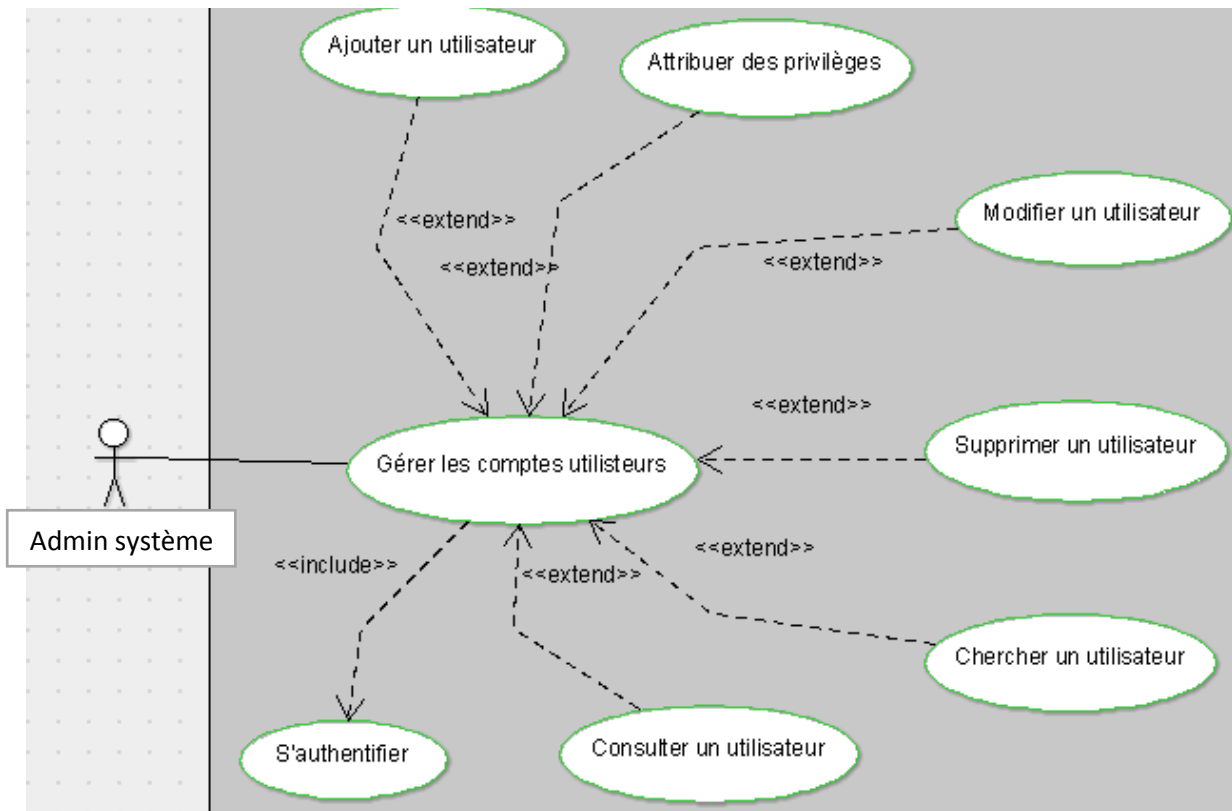 Ajouter un utilisateur
Attribuer des privilèges
Modifier un utilisateur
<<extend>>
<<extend>>
<<extend>>
<<extend>>
Supprimer un utilisateur
Gérer les comptes utilisteurs
Admin système
<<include>>
<<extend>>
<<extend>>
Chercher un utilisateur
S'authentifier
Consulter un utilisateur